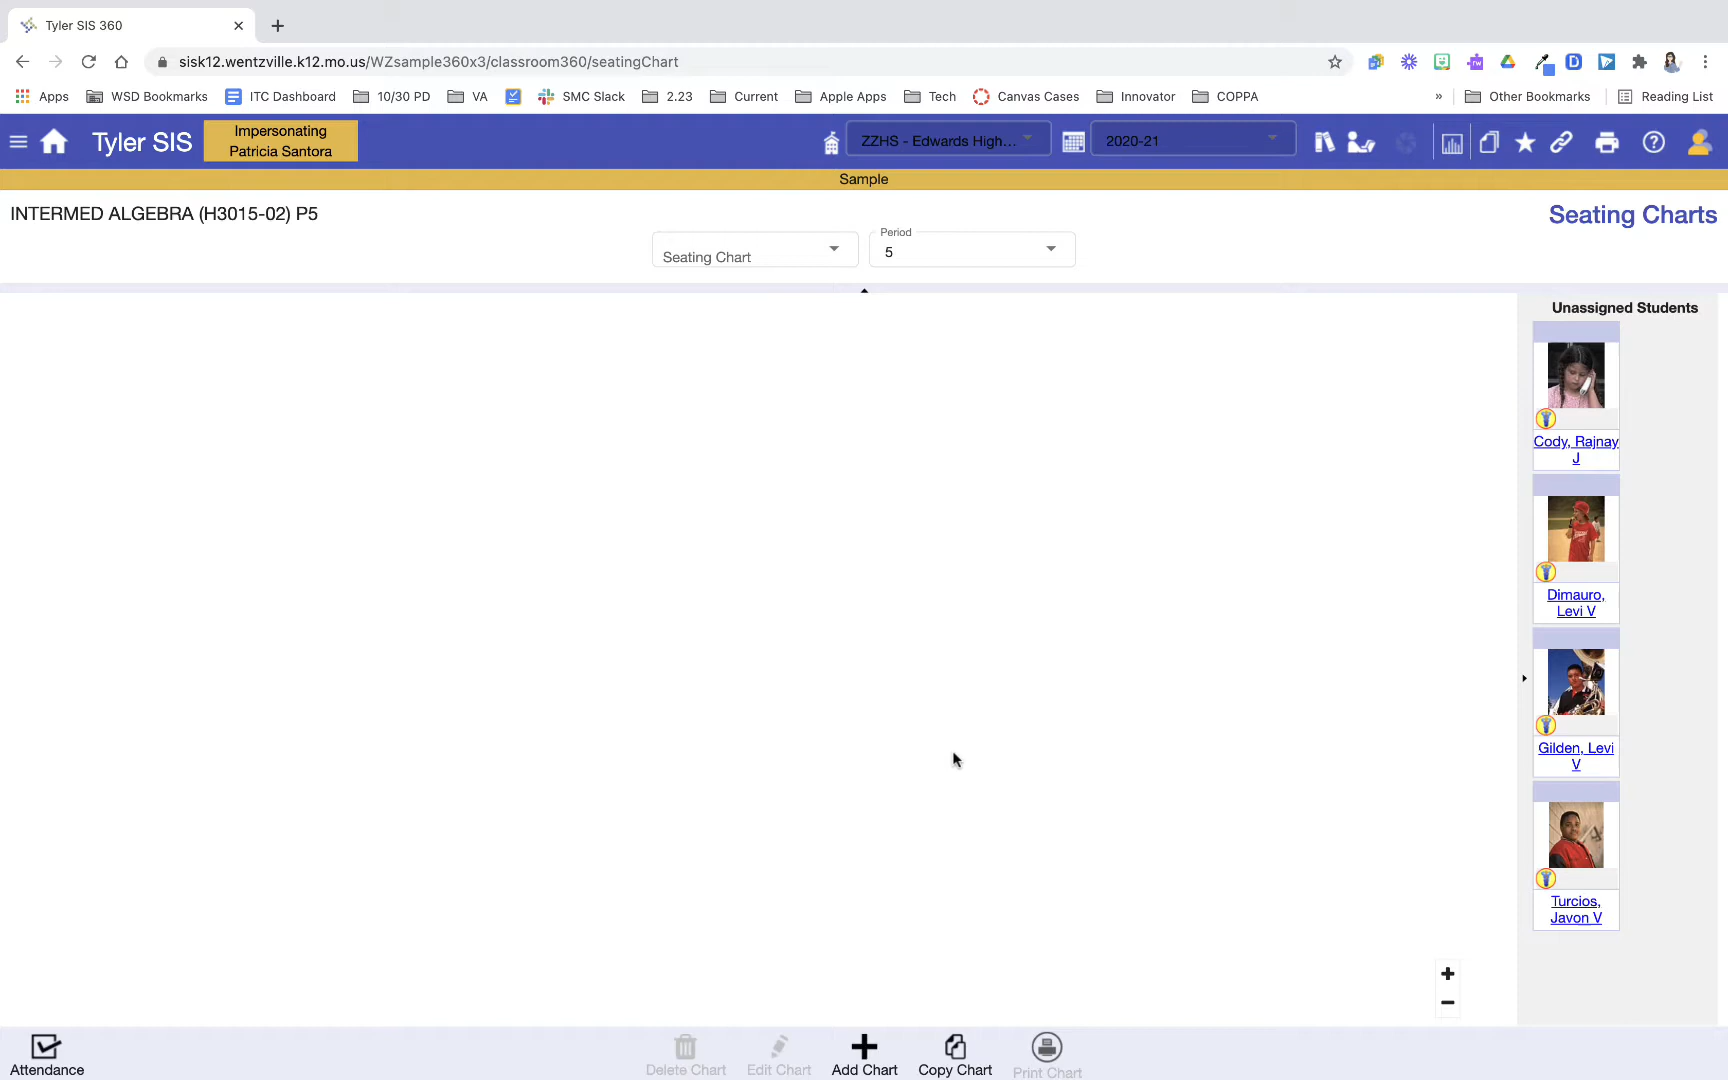 Tyler SIS 360
sisk12.wentzville.k12.mo.us/WZsample360x3/classroom360/seatingChart
Apps WSD Bookmarks ITC Dashboard 10/30 PD VA SMC Slack 2.23 Current Apple Apps Tech Canvas Cases Innovator COPPA » Other Bookmarks Reading List
Tyler SIS
Impersonating
Patricia Santora
ZZHS - Edwards High... 2020-21
Sample
INTERMED ALGEBRA (H3015-02) P5
Seating Charts
Seating Chart
Period
5
Unassigned Students
Cody, Rajnay
J
Dimauro,
Levi V
Gilden, Levi
V
Turcios,
Javon V
Attendance
Delete Chart
Edit Chart
Add Chart
Copy Chart
Print Chart